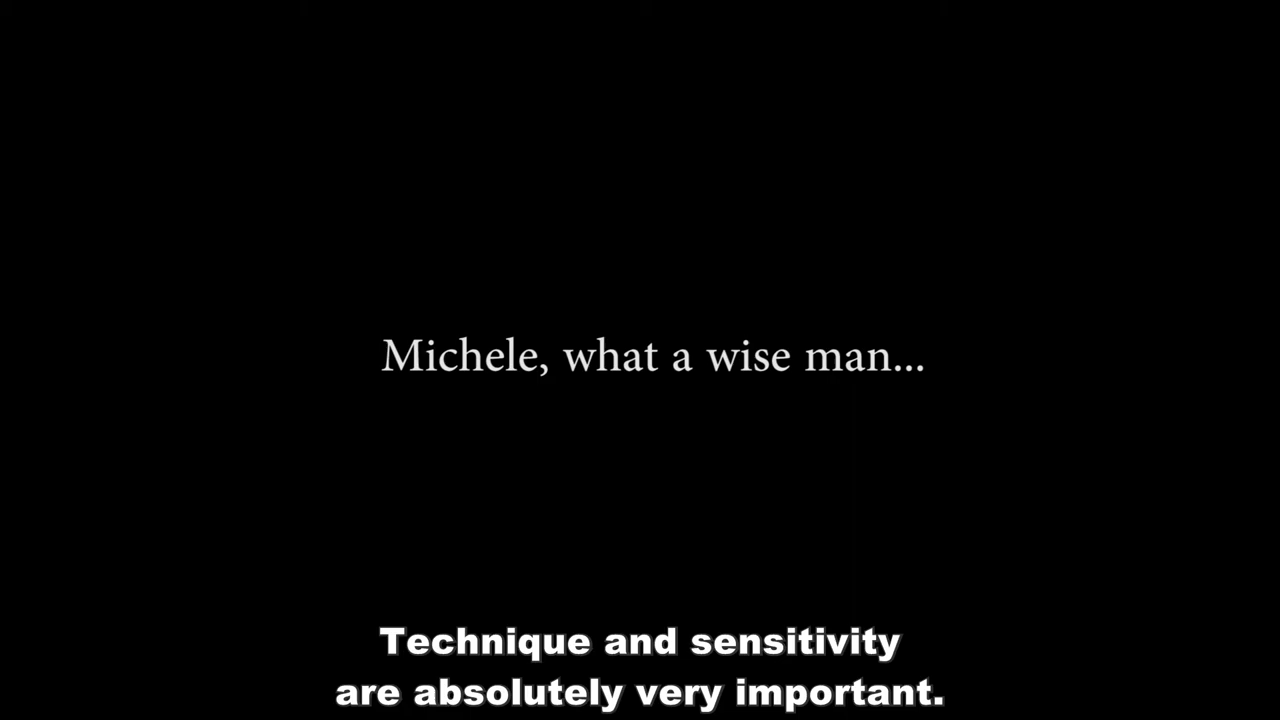 Michele, what a wise man...
Technique and sensitivity
are absolutely very important.